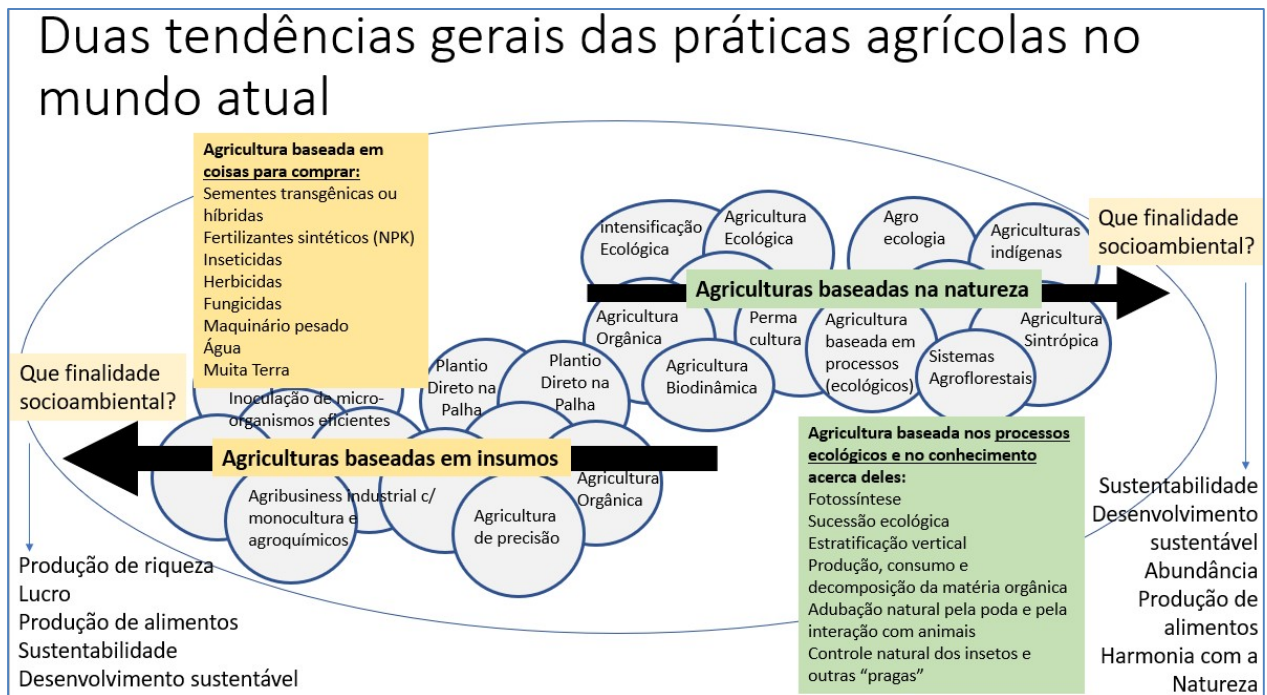 Duas tendências gerais das práticas agrícolas no
mundo atual
Agricultura baseada em
coisas para comprar:
Sementes transgênicas ou
híbridas
Fertilizantes sintéticos (NPK)
Inseticidas
Herbicidas
Fungicidas
Maquinário pesado
Água
Muita Terra
Intensificação
Ecológica
Agricultura
Ecológica
Agro
ecologia
Agriculturas
indígenas
Que finalidade
socioambiental?
Agriculturas baseadas na natureza
Agricultura
Orgânica
Perma
cultura
Agricultura
baseada em
processos
(ecológicos)
Agricultura
Sintrópica
Agricultura
Biodinâmica
Sistemas
Agroflorestais
Que finalidade
socioambiental?
Inoculação de micro-
organismos eficientes
Plantio
Direto na
Palha
Plantio
Direto na
Palha
Agriculturas baseadas em insumos
Agribusiness industrial c/
monocultura e
agroquímicos
Agricultura
de precisão
Agricultura
Orgânica
Agricultura baseada nos processos
ecológicos e no conhecimento
acerca deles:
Fotossíntese
Sucessão ecológica
Estratificação vertical
Produção, consumo e
decomposição da matéria orgânica
Adubação natural pela poda e pela
interação com animais
Controle natural dos insetos e
outras “pragas”
Produção de riqueza
Lucro
Produção de alimentos
Sustentabilidade
Desenvolvimento sustentável
Sustentabilidade
Desenvolvimento
sustentável
Abundância
Produção de
alimentos
Harmonia com a
Natureza